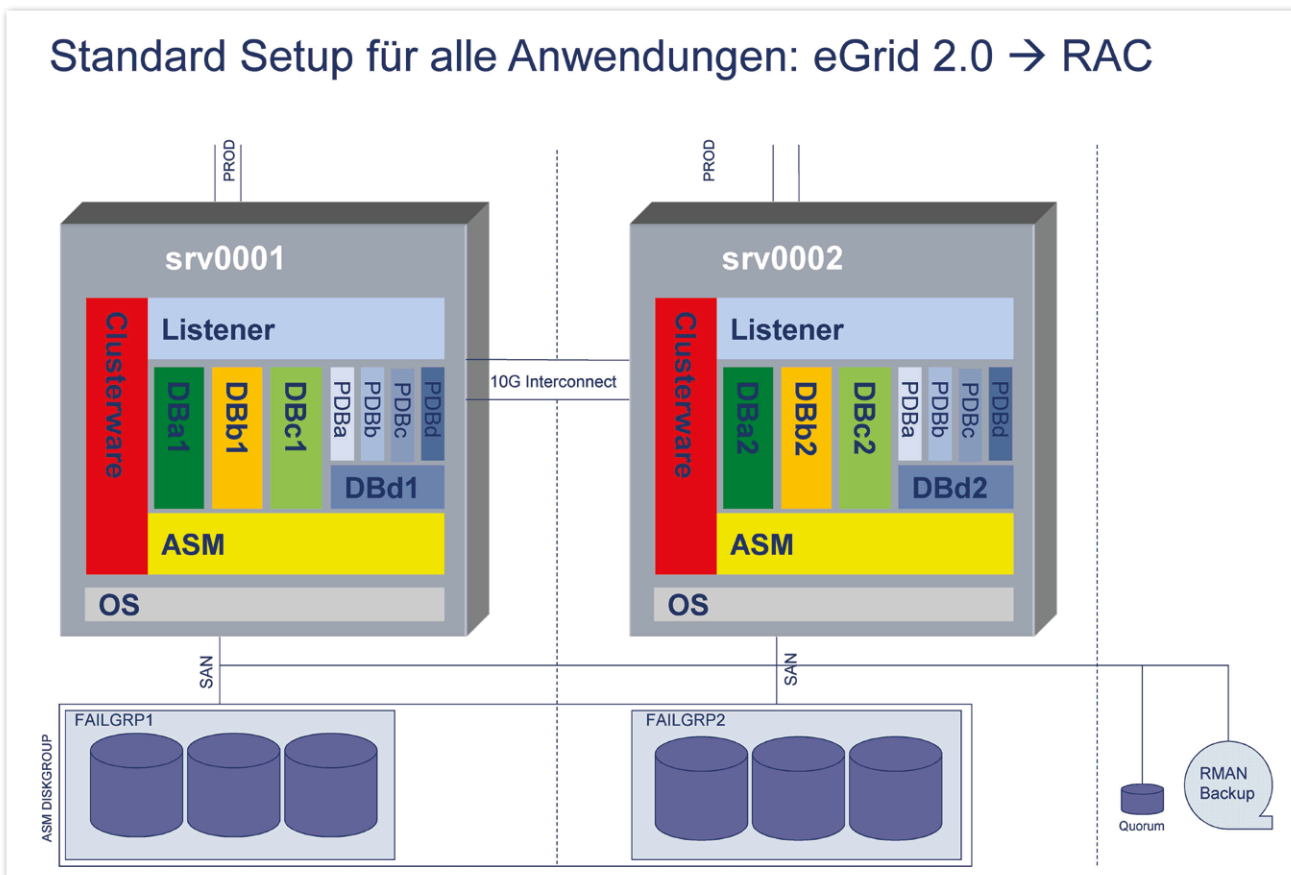 Standard Setup für alle Anwendungen: eGrid 2.0 → RAC
PROD
PROD
srv0001
Clusterware
Listener
DBa1
DBb1
DBc1
PDBa
PDBb
PDBc
PDBd
DBd1
ASM
OS
10G Interconnect
srv0002
Clusterware
Listener
DBa2
DBb2
DBc2
PDBa
PDBb
PDBc
PDBd
DBd2
ASM
OS
SAN
SAN
ASM DISKGROUP
FAILGRP1
FAILGRP2
Quorum
RMAN
Backup